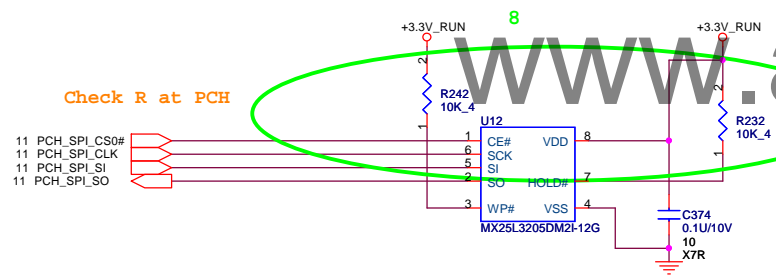 8
+3.3V_RUN
+3.3V_RUN
www.
2
R242
10K_4
1
2
R232
10K_4
1
Check R at PCH
U12
11 PCH_SPI_CS0#
1 CE# VDD 8
11 PCH_SPI_CLK
6 SCK
11 PCH_SPI_SI
5 SI
11 PCH_SPI_SO
2 SO HOLD# 7
3 WP# VSS 4
MX25L3205DM2I-12G
C374
0.1U/10V
10
X7R